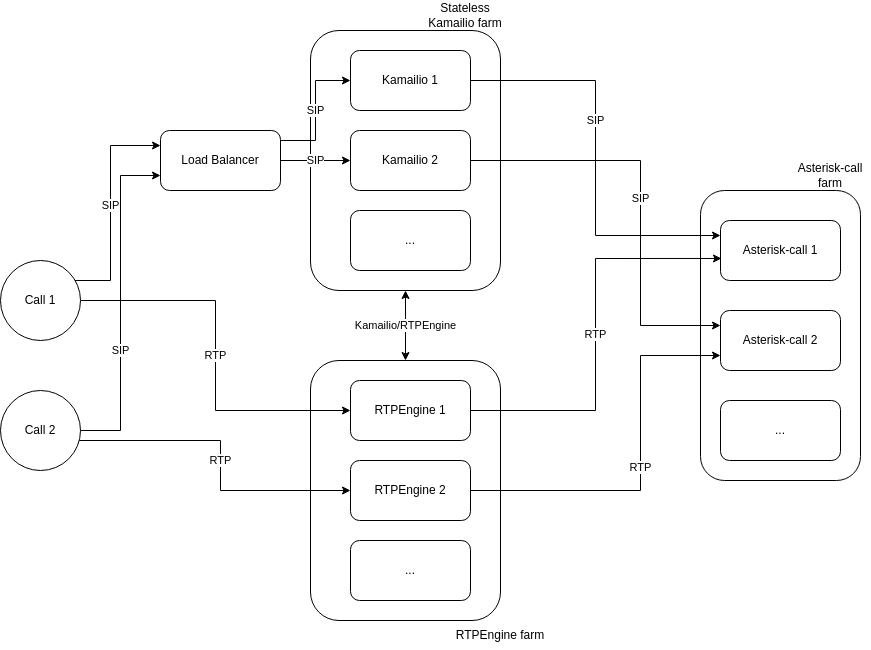 Stateless
Kamailio farm
Kamailio 1
SIP
SIP
Load Balancer
SIP
Kamailio 2
Asterisk-call
farm
SIP
SIP
...
Asterisk-call 1
Call 1
Kamailio/RTPEngine
RTP
SIP
RTP
Asterisk-call 2
RTPEngine 1
Call 2
...
RTP
RTP
RTPEngine 2
...
RTPEngine farm